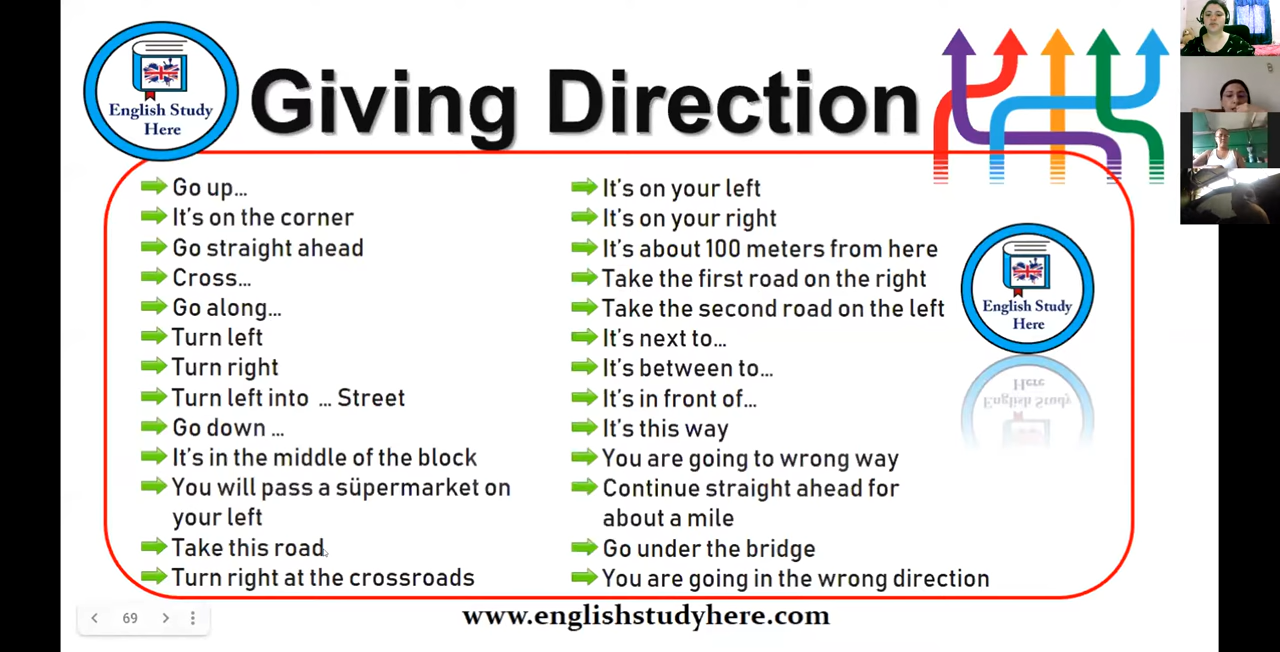 English Study
Here
Giving Direction
Go up...
It's on the corner
Go straight ahead
Cross...
Go along...
Turn left
Turn right
Turn left into ... Street
Go down ...
It's in the middle of the block
You will pass a süpermarket on
your left
Take this road
Turn right at the crossroads
It's on your left
It's on your right
It's about 100 meters from here
Take the first road on the right
Take the second road on the left
It's next to...
It's between to...
It's in front of...
It's this way
You are going to wrong way
Continue straight ahead for
about a mile
Go under the bridge
You are going in the wrong direction
English Study
Here
Here
English Study
www.englishstudyhere.com
69